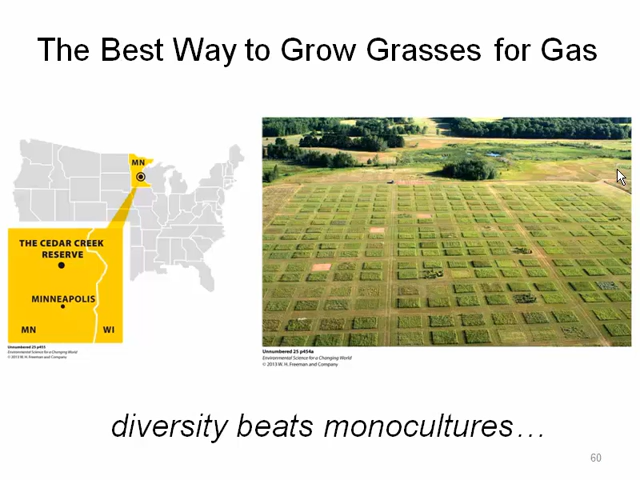 The Best Way to Grow Grasses for Gas
MN
THE CEDAR CREEK
RESERVE
MINNEAPOLIS
MN WI
Unnumbered 25 p453
Environmental Science for a Changing World
© 2013 W. H. Freeman and Company
Unnumbered 25 p454a
Environmental Science for a Changing World
© 2013 W. H. Freeman and Company
diversity beats monocultures…
60